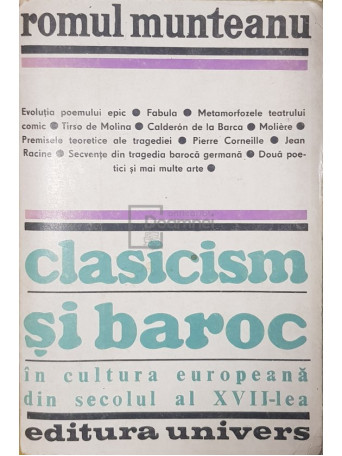 romul munteanu
Evoluția poemului epic ● Fabula ● Metamorfozele teatrului
comic ● Tirso de Molina ● Calderón de la Barca ● Molière ●
Premisele teoretice ale tragediei ● Pierre Corneille ● Jean
Racine ● Secvențe din tragedia barocă germană ● Două poe-
tici și mai multe arte ●
clasicism
și baroc
în cultura europeană
din secolul al XVII-lea
editura univers